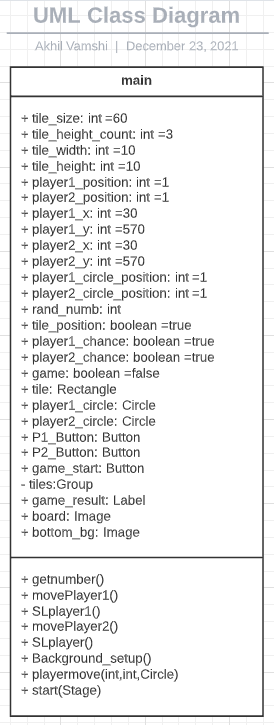 UML Class Diagram
Akhil Vamshi | December 23, 2021
main
+ tile_size: int =60
+ tile_height_count: int =3
+ tile_width: int =10
+ tile_height: int =10
+ player1_position: int =1
+ player2_position: int =1
+ player1_x: int =30
+ player1_y: int =570
+ player2_x: int =30
+ player2_y: int =570
+ player1_circle_position: int =1
+ player2_circle_position: int =1
+ rand_numb: int
+ tile_position: boolean =true
+ player1_chance: boolean =true
+ player2_chance: boolean =true
+ game: boolean =false
+ tile: Rectangle
+ player1_circle: Circle
+ player2_circle: Circle
+ P1_Button: Button
+ P2_Button: Button
+ game_start: Button
- tiles:Group
+ game_result: Label
+ board: Image
+ bottom_bg: Image
+ getnumber()
+ movePlayer1()
+ SLplayer1()
+ movePlayer2()
+ SLplayer()
+ Background_setup()
+ playermove(int,int,Circle)
+ start(Stage)